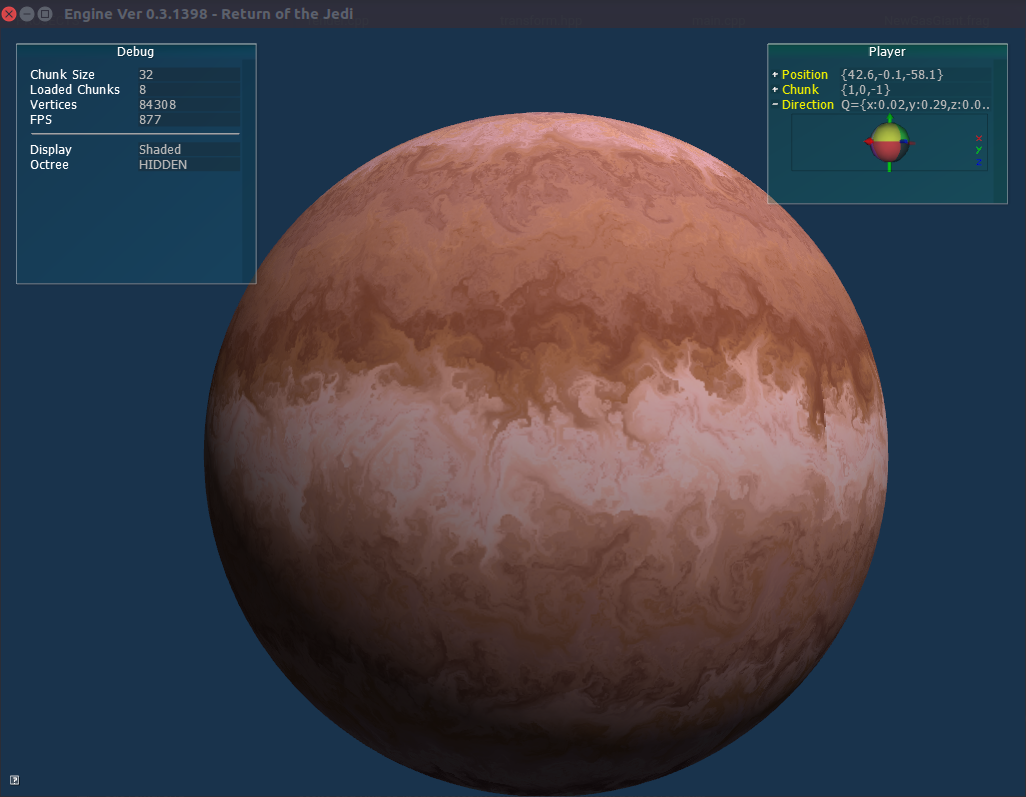 Engine Ver 0.3.1398 - Return of the Jedi
Debug
Chunk Size 32
Loaded Chunks 8
Vertices 84308
FPS 877
Display Shaded
Octree HIDDEN
Player
+ Position {42.6,-0.1,-58.1}
+ Chunk {1,0,-1}
- Direction Q={x:0.02,y:0.29,z:0.0..
X
Y
Z
?